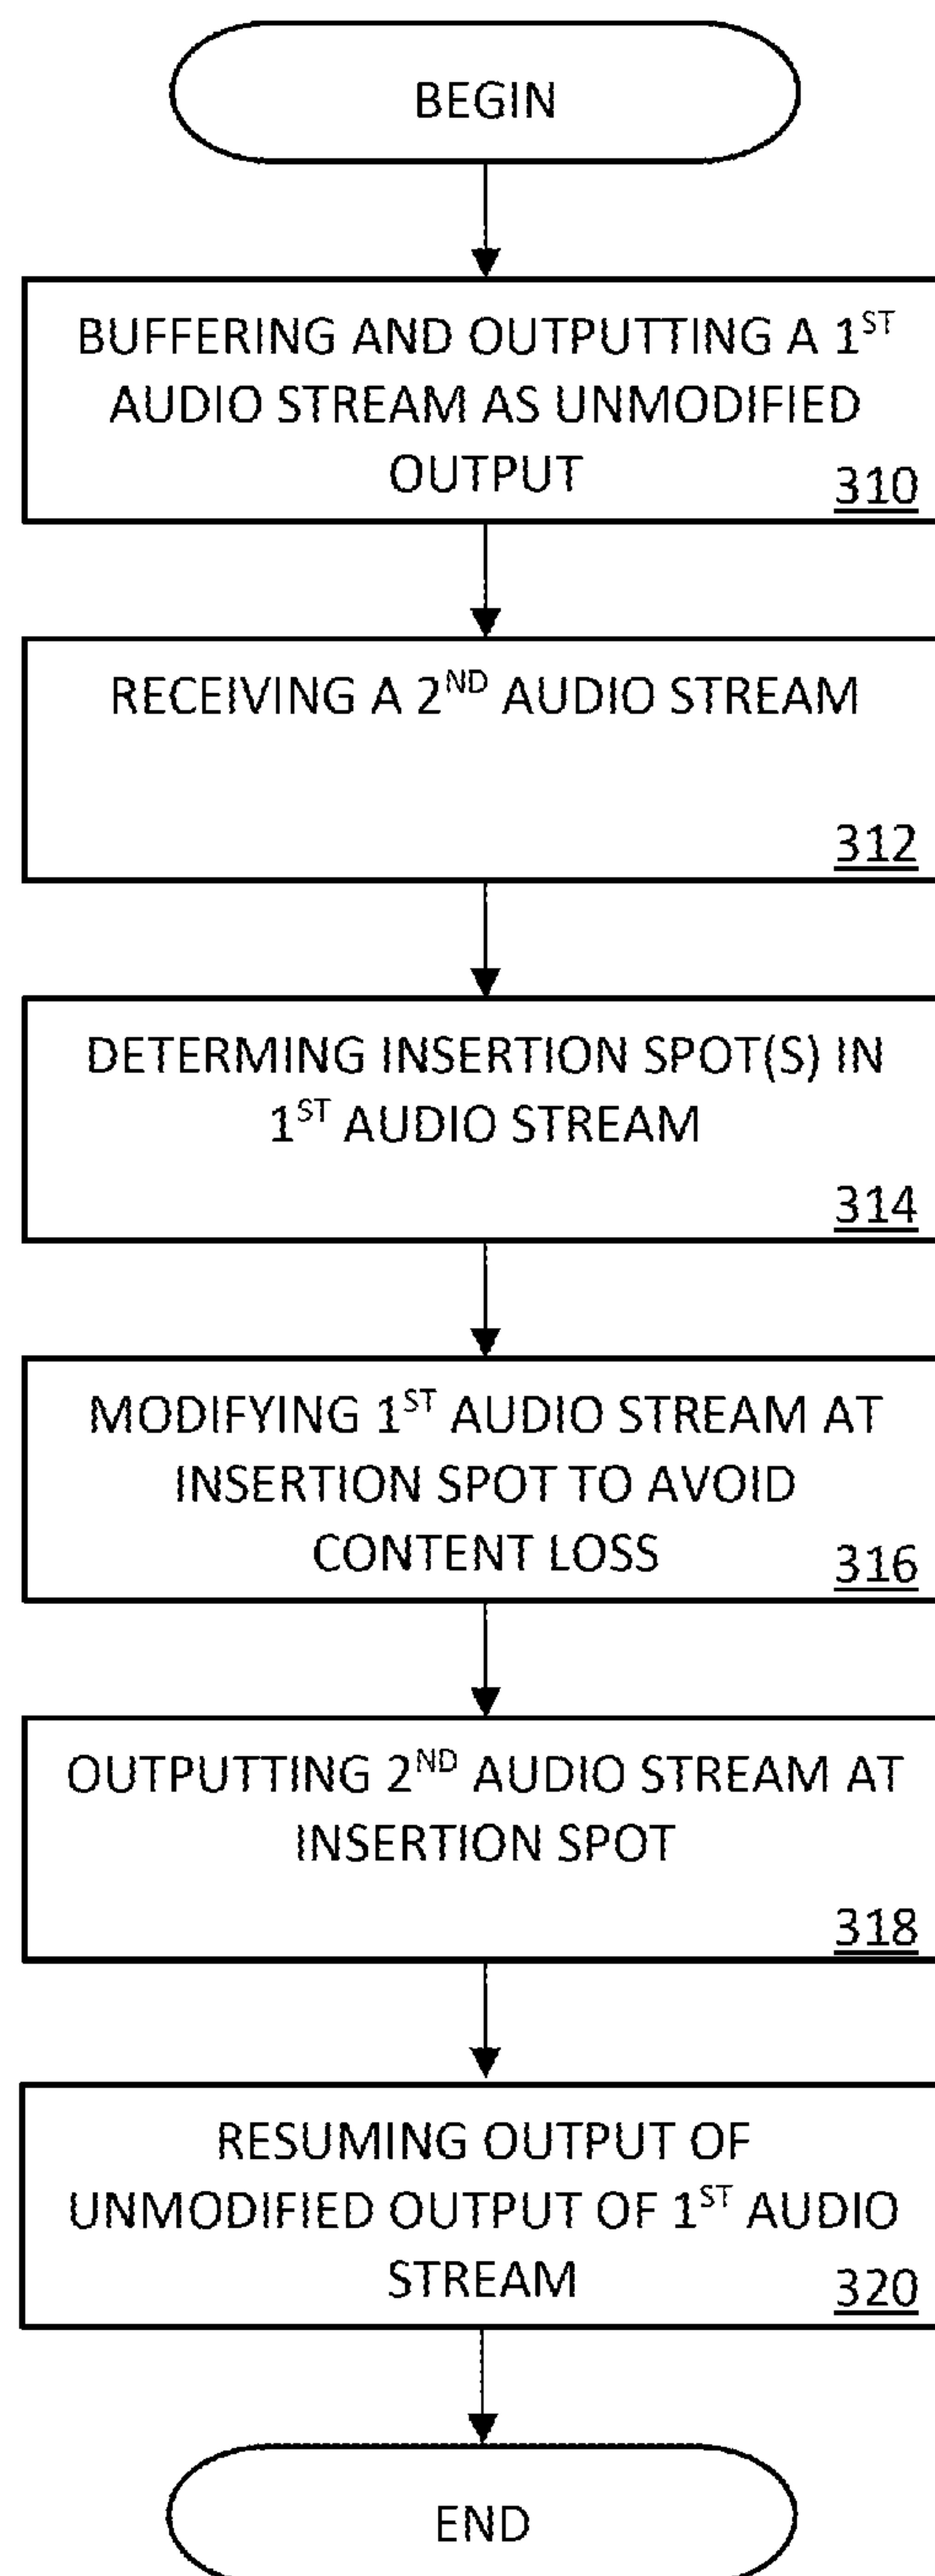 BEGIN
BUFFERING AND OUTPUTTING A 1ST
AUDIO STREAM AS UNMODIFIED
OUTPUT
310
RECEIVING A 2ND AUDIO STREAM
312
DETERMING INSERTION SPOT(S) IN
1ST AUDIO STREAM
314
MODIFYING 1ST AUDIO STREAM AT
INSERTION SPOT TO AVOID
CONTENT LOSS
316
OUTPUTTING 2ND AUDIO STREAM AT
INSERTION SPOT
318
RESUMING OUTPUT OF
UNMODIFIED OUTPUT OF 1ST AUDIO
STREAM
320
END